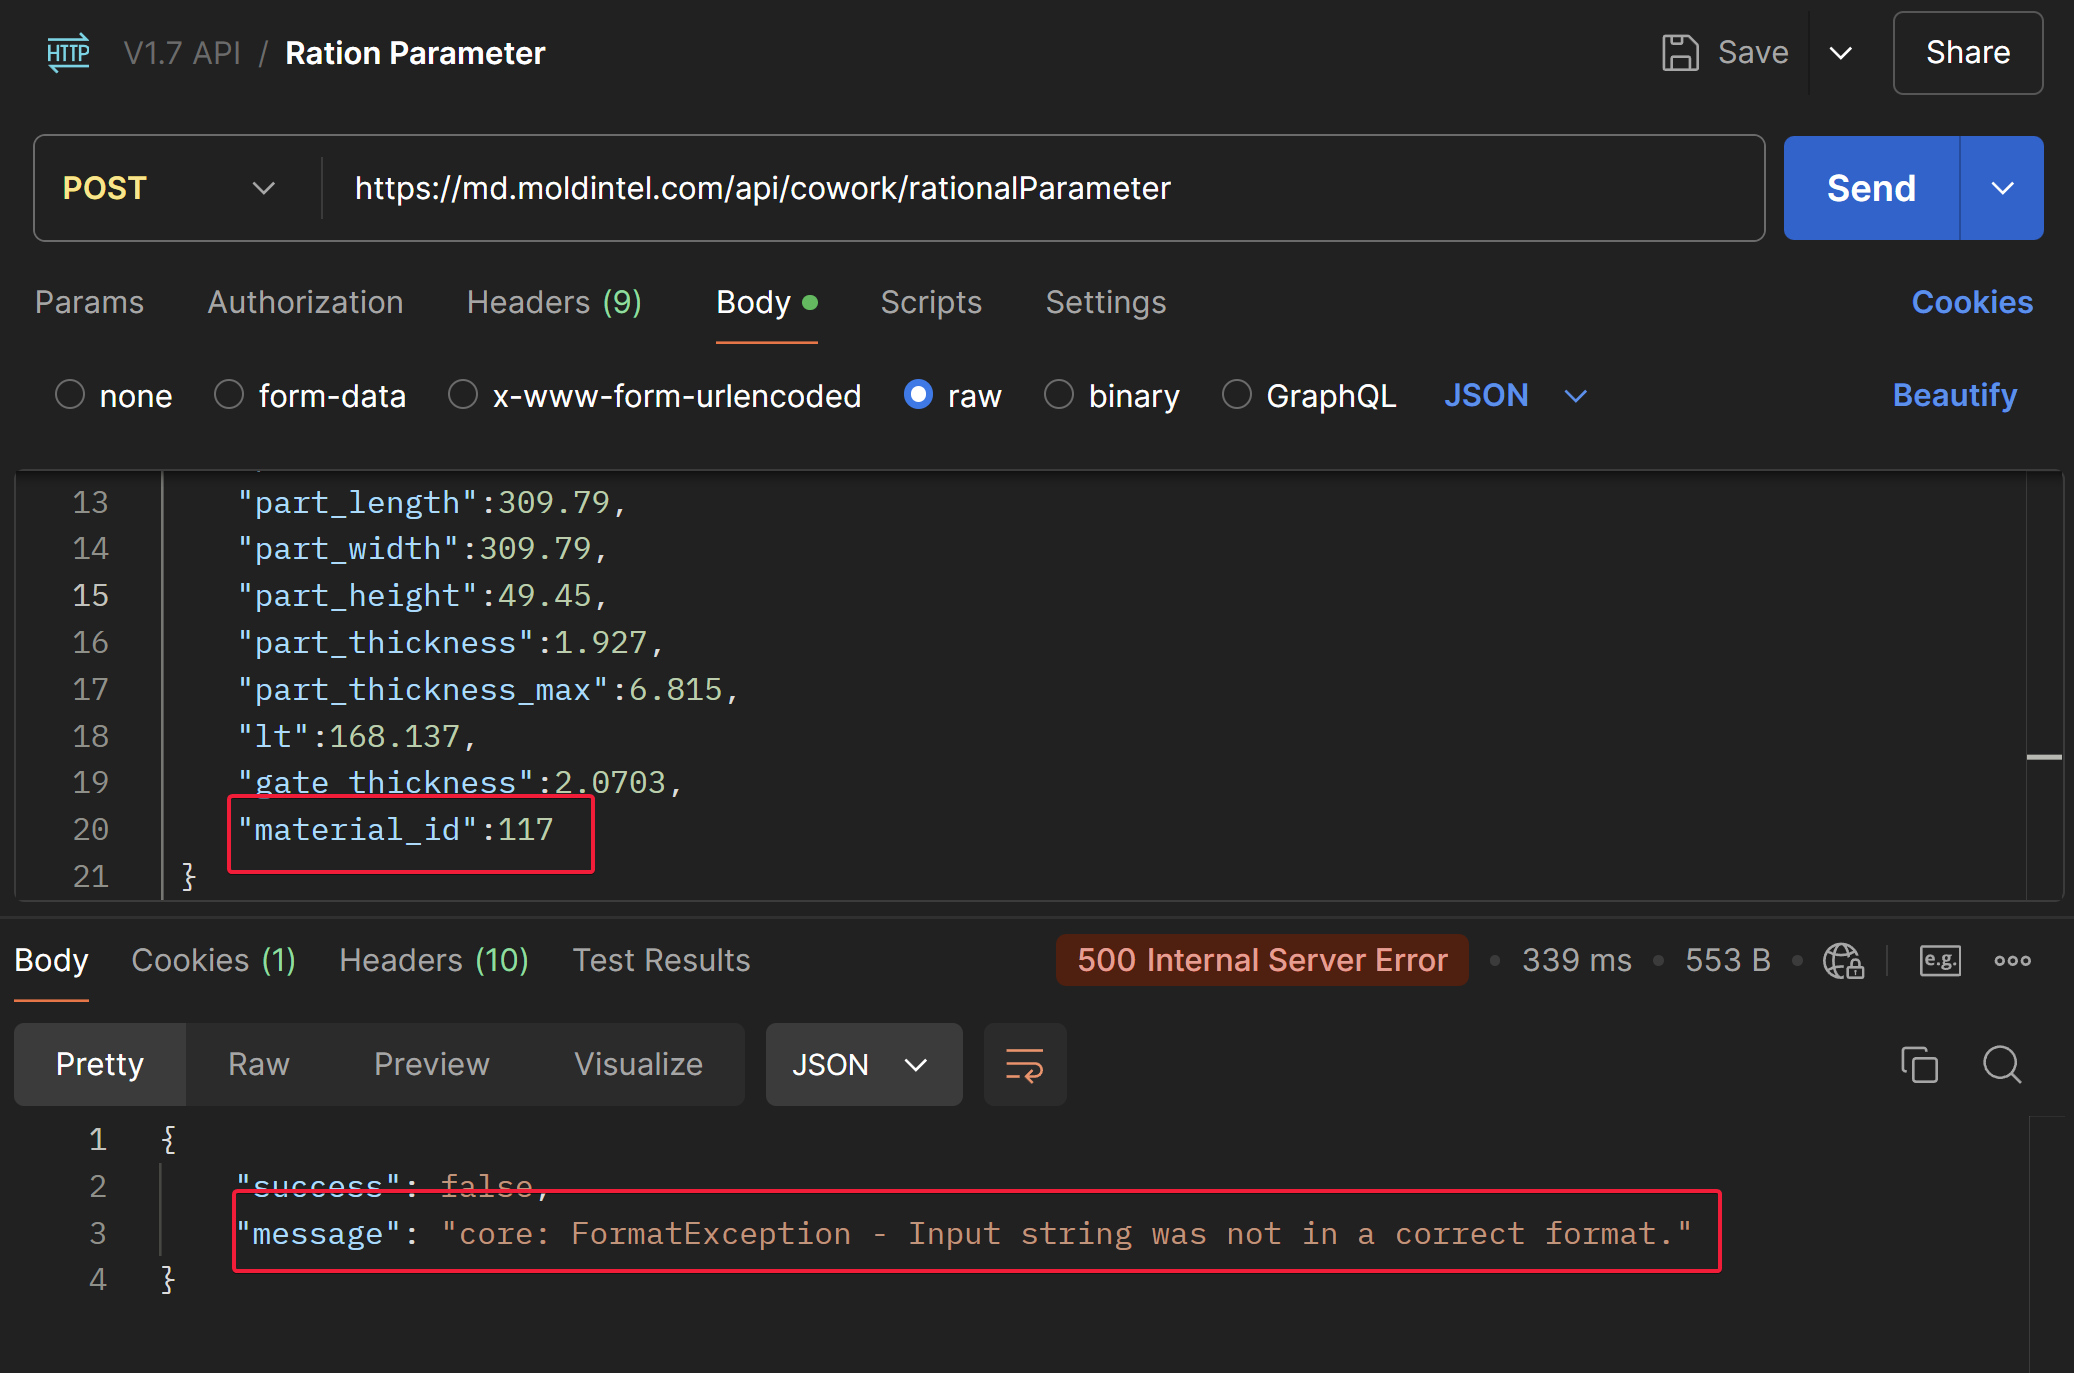 HTTP V1.7 API / Ration Parameter Save Share
POST https://md.moldintel.com/api/cowork/rationalParameter Send
Params Authorization Headers (9) Body Scripts Settings Cookies
none form-data x-www-form-urlencoded raw binary GraphQL JSON Beautify
13 "part_length":309.79,
14 "part_width":309.79,
15 "part_height":49.45,
16 "part_thickness":1.927,
17 "part_thickness_max":6.815,
18 "lt":168.137,
19 "gate_thickness":2.0703,
20 "material_id":117
21 }
Body Cookies (1) Headers (10) Test Results 500 Internal Server Error • 339 ms • 553 B • e.g.
Pretty Raw Preview Visualize JSON
1 {
2 "success": false,
3 "message": "core: FormatException - Input string was not in a correct format."
4 }